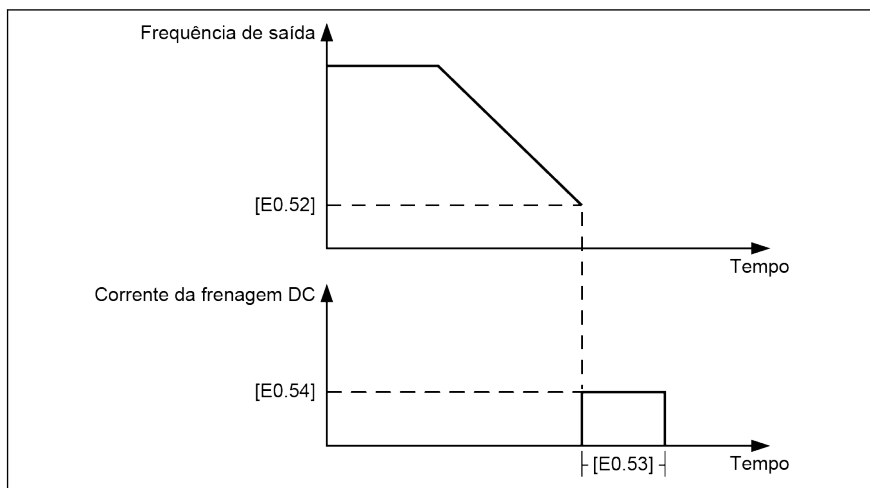 Frequência de saída
[E0.52]
Tempo
Corrente da frenagem DC
[E0.54]
[E0.53]
Tempo